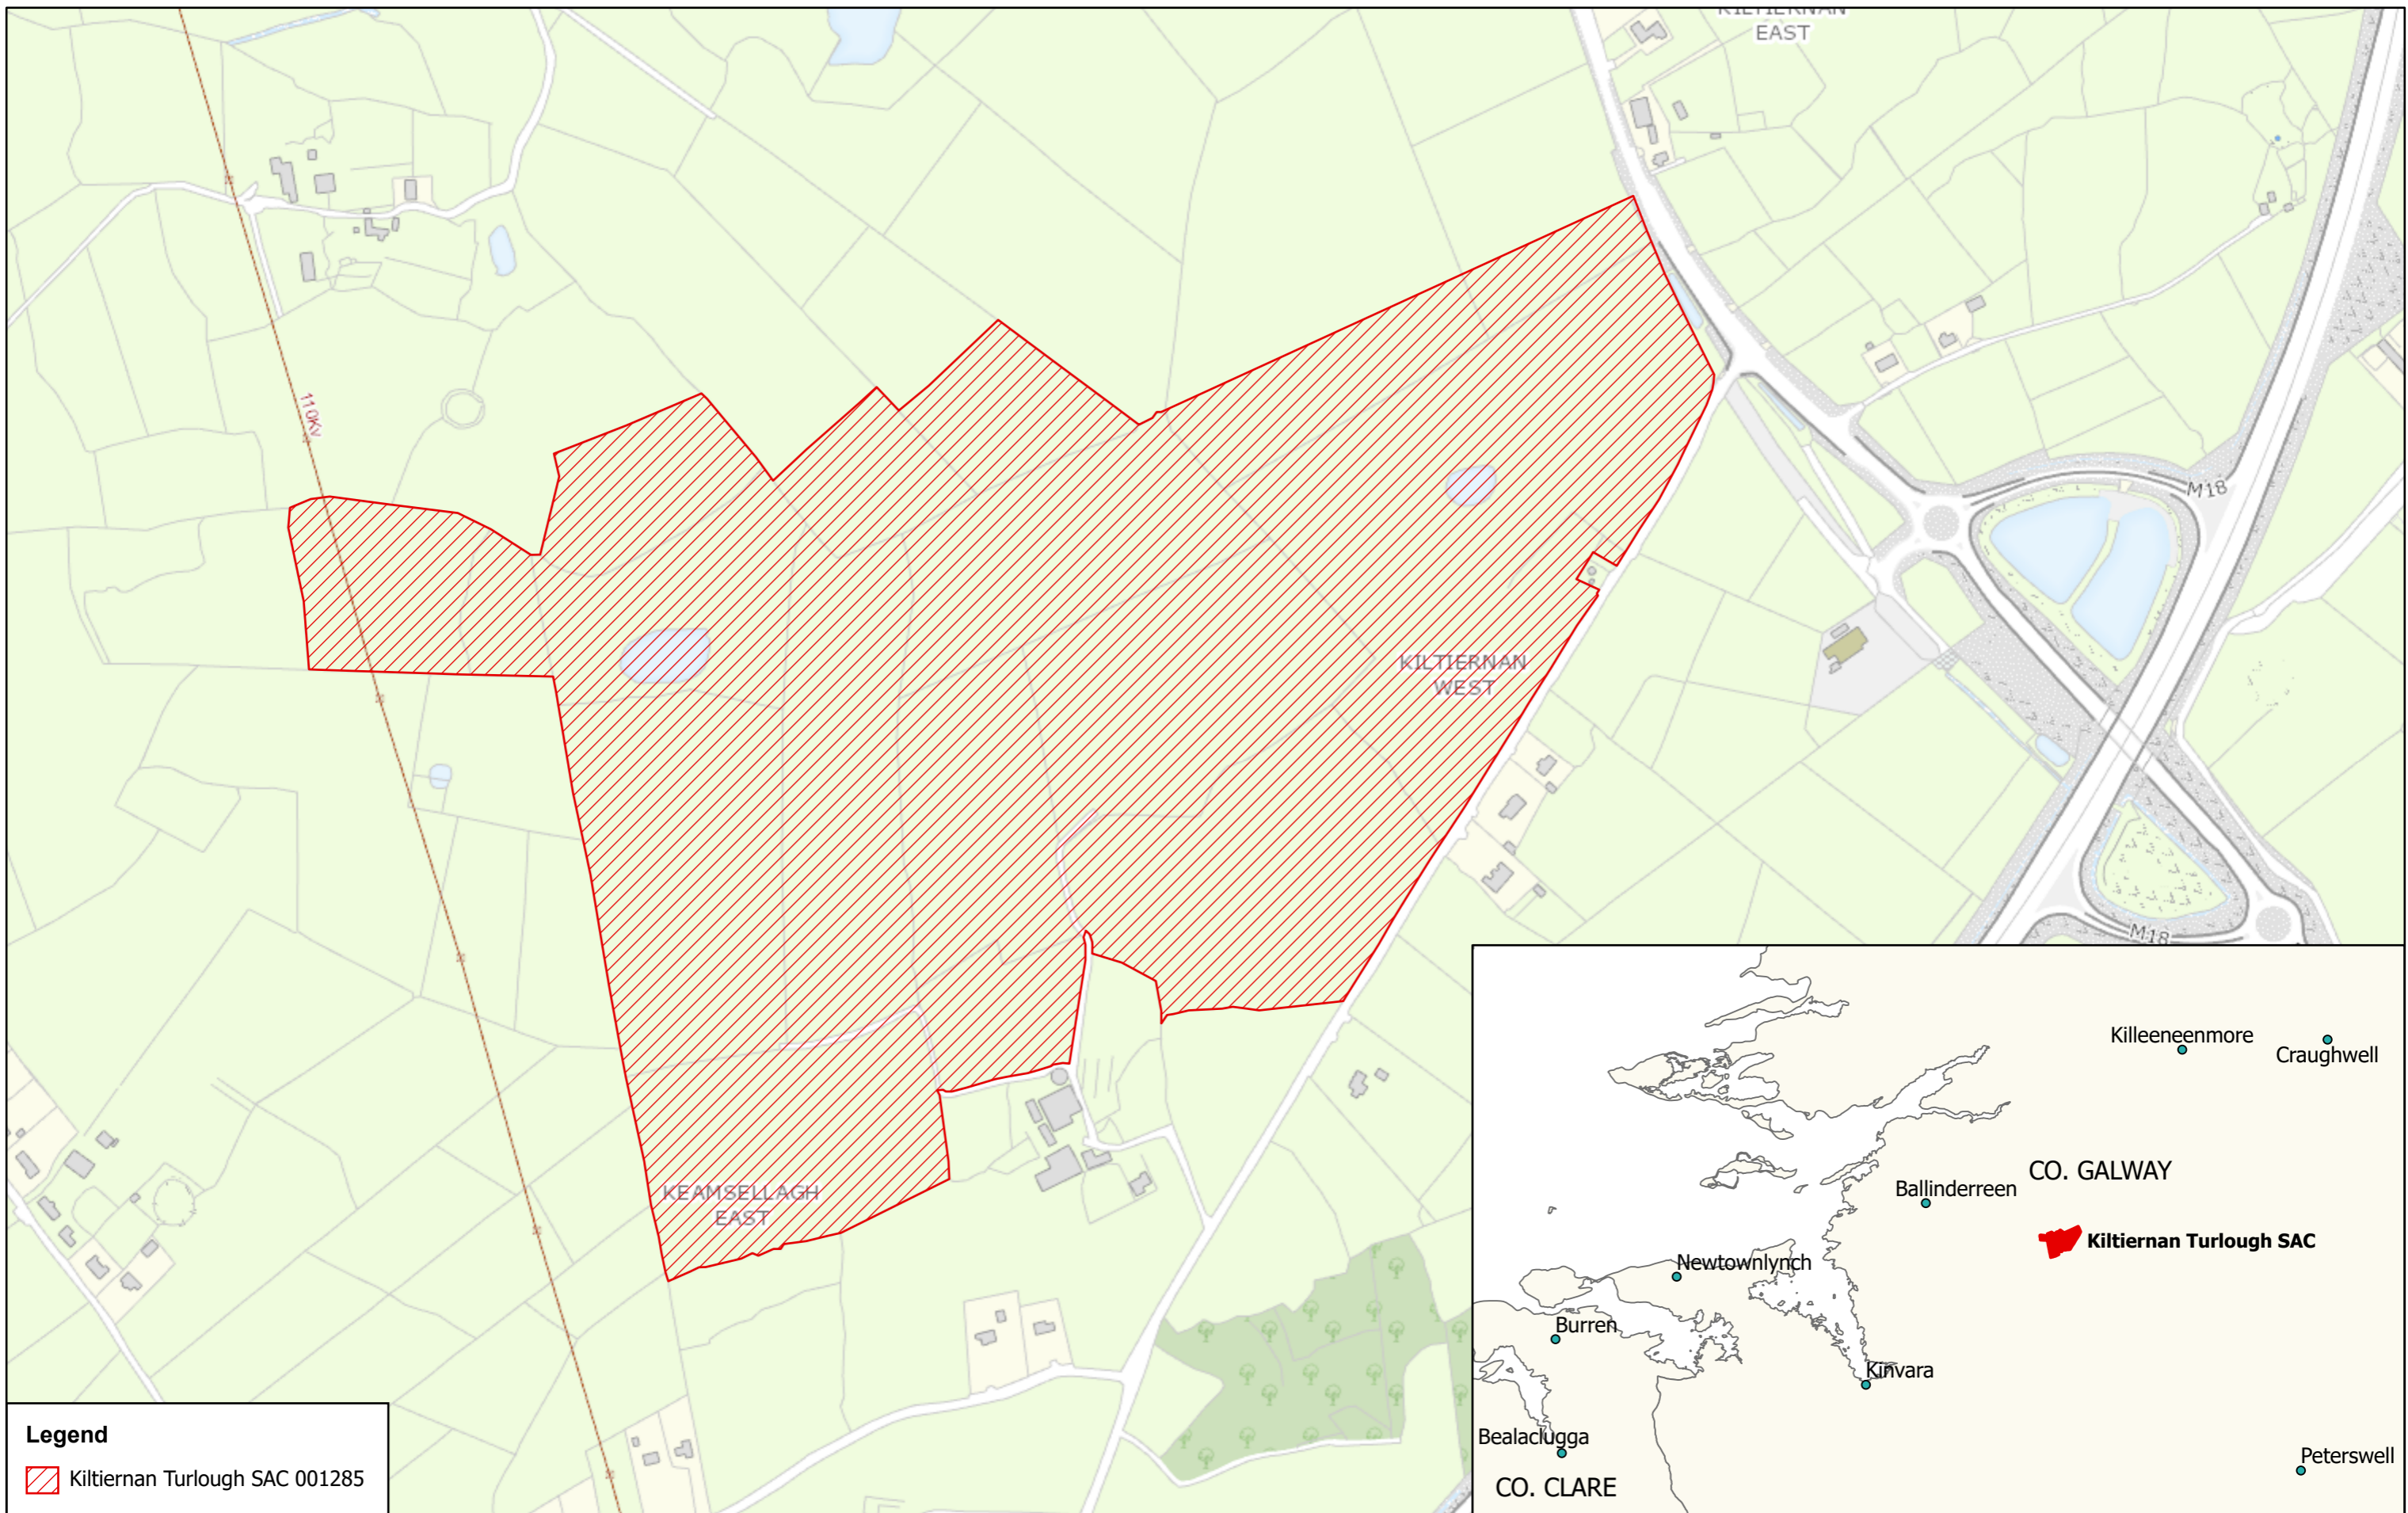 KILTIERNAN
EAST
110Kv
M18
KILTIERNAN
WEST
M18
KEAMSELLAGH
EAST
Killeeneenmore
Craughwell
CO. GALWAY
Ballinderreen
Kiltiernan Turlough SAC
Newtownlynch
Burren
Kinvara
Bealaclugga
Peterswell
CO. CLARE
Legend
Kiltiernan Turlough SAC 001285